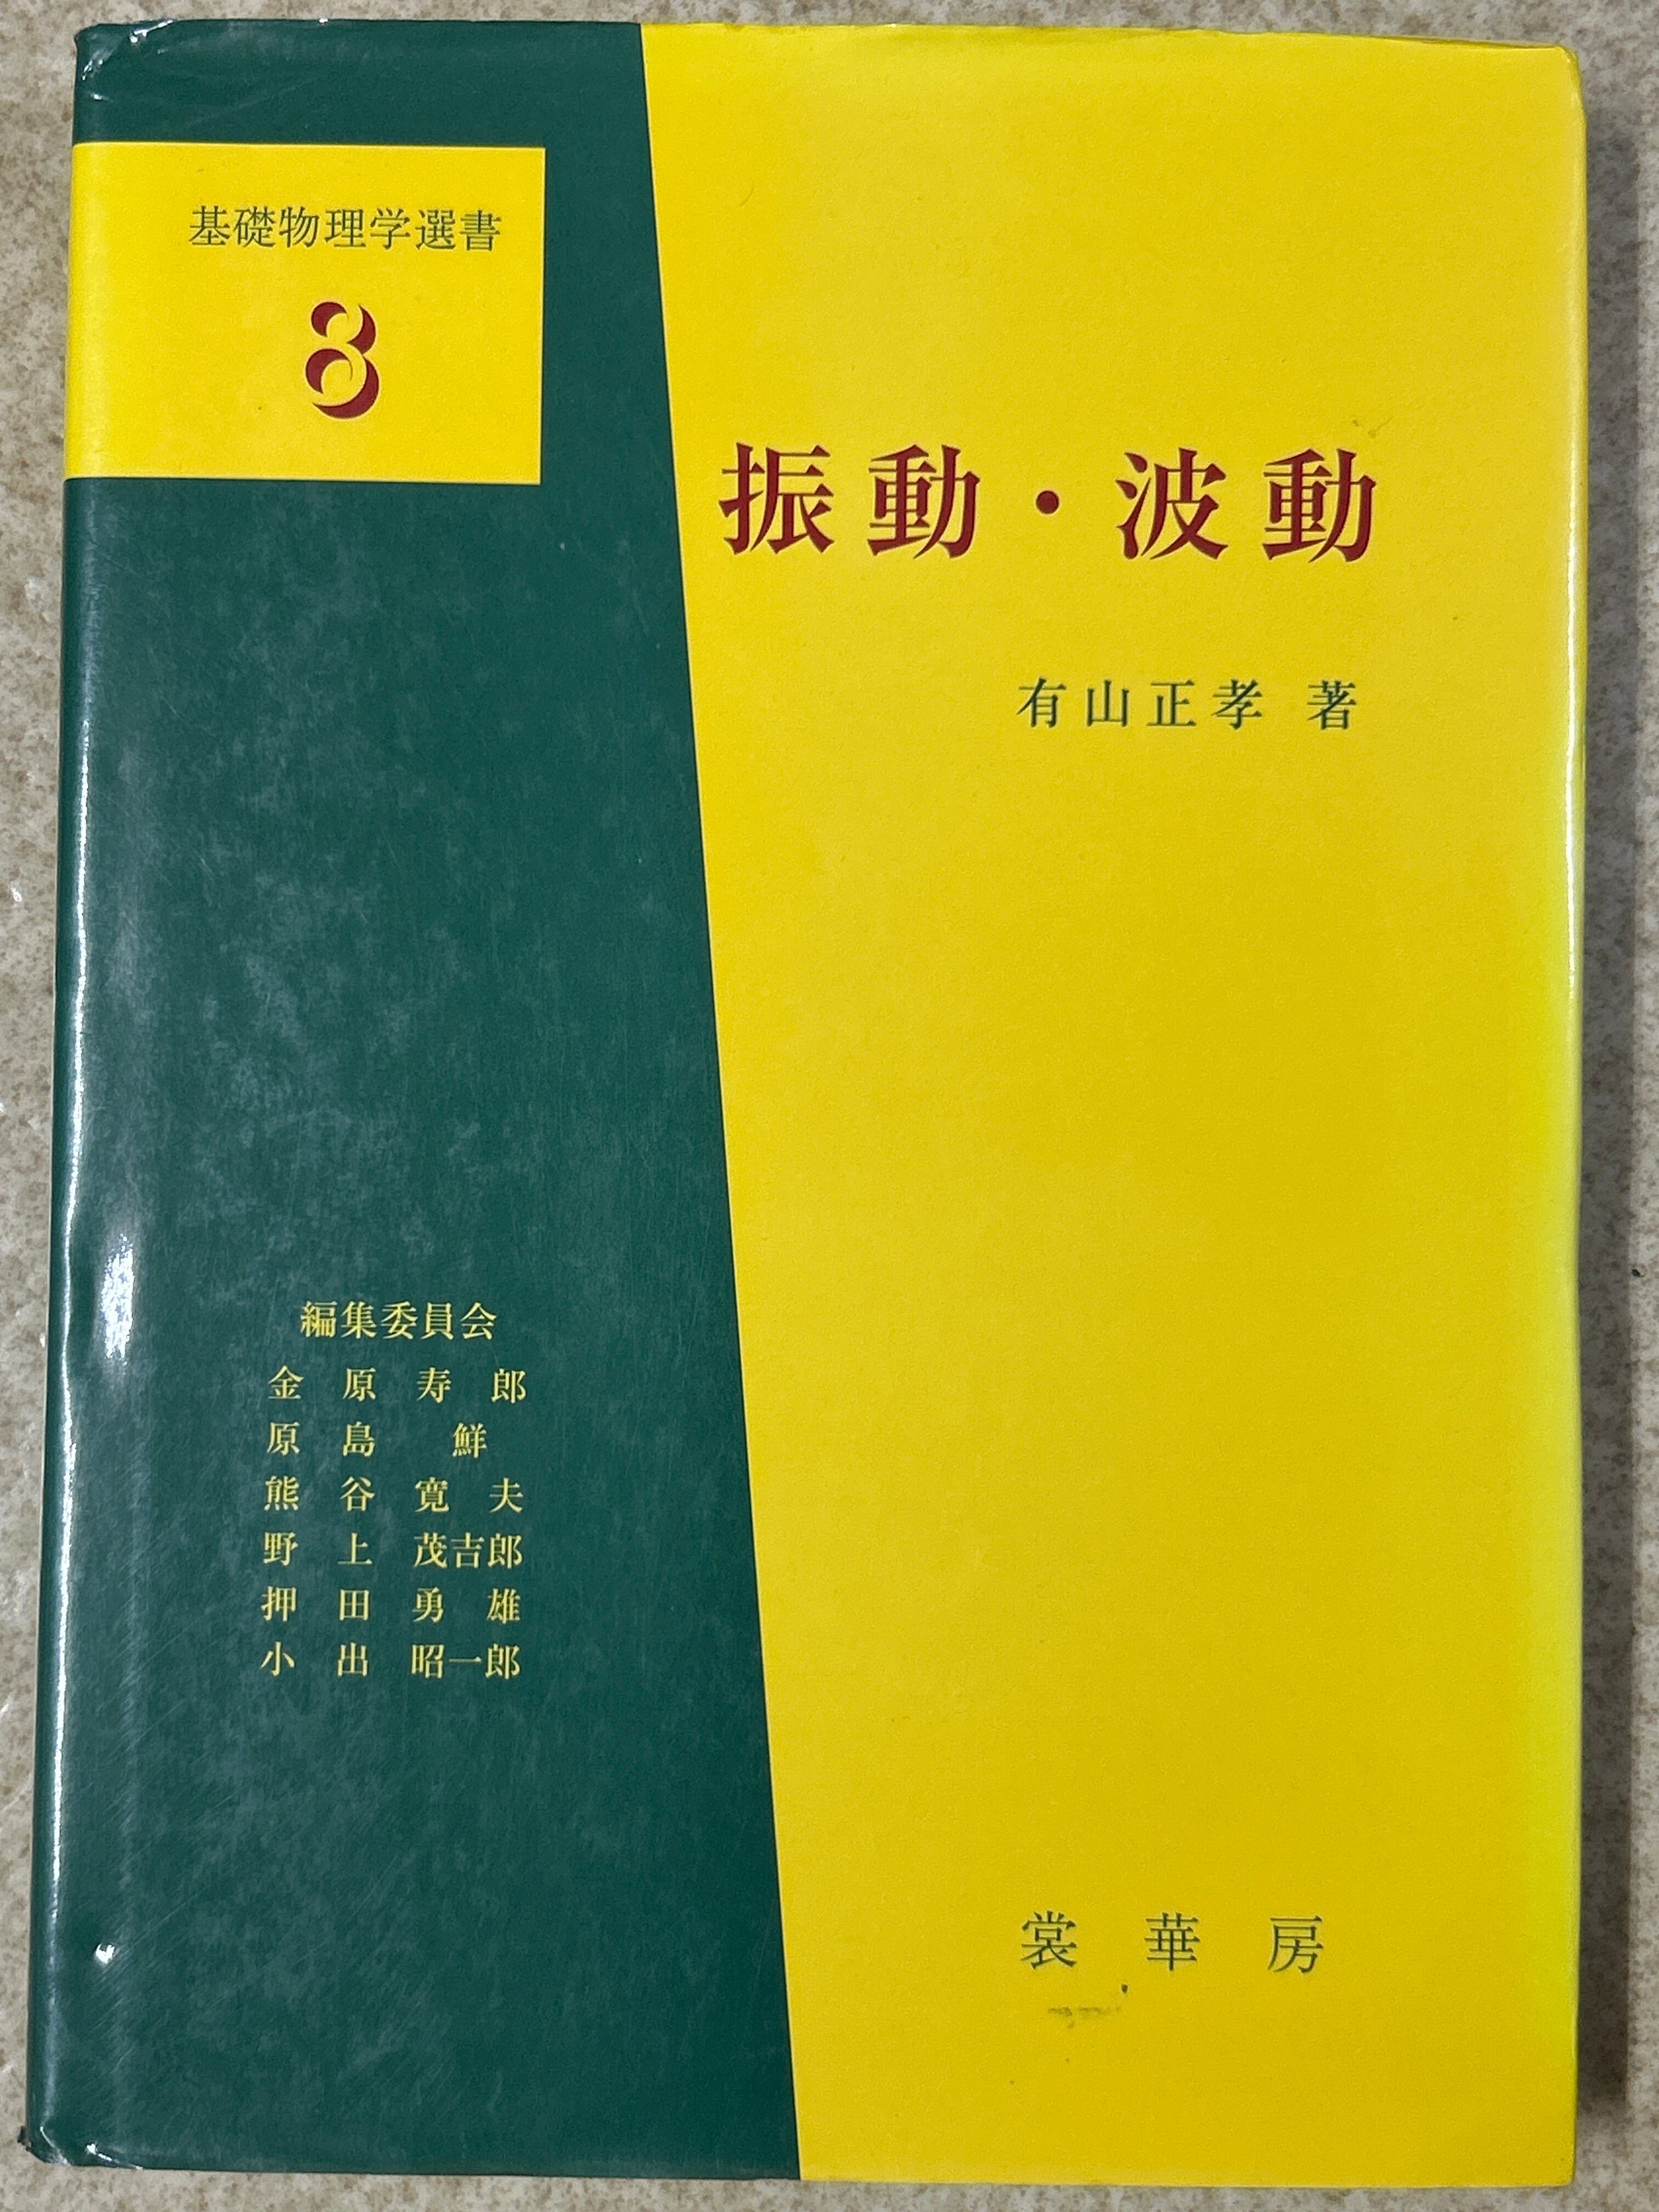 基礎物理学選書
8
振動・波動
有山正孝 著
編集委員会
金原寿郎
原島鮮
熊谷寛夫
野上茂吉郎
押田勇雄
小出昭一郎
裳華房